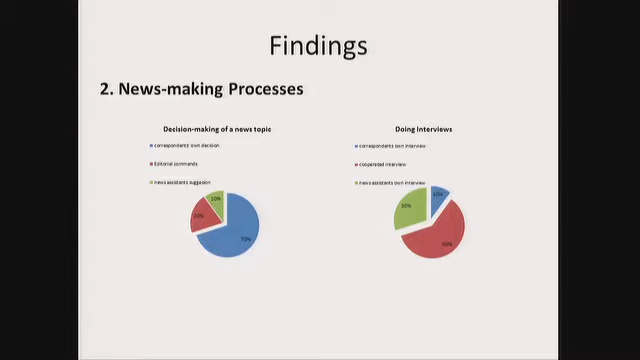 Findings
2. News-making Processes
Decision-making of a news topic
correspondents' own decision
Editorial commands
news assistants suggesion
10%
20%
70%
Doing Interviews
correspondents own interview
cooperated interview
news assistants own interview
10%
30%
60%